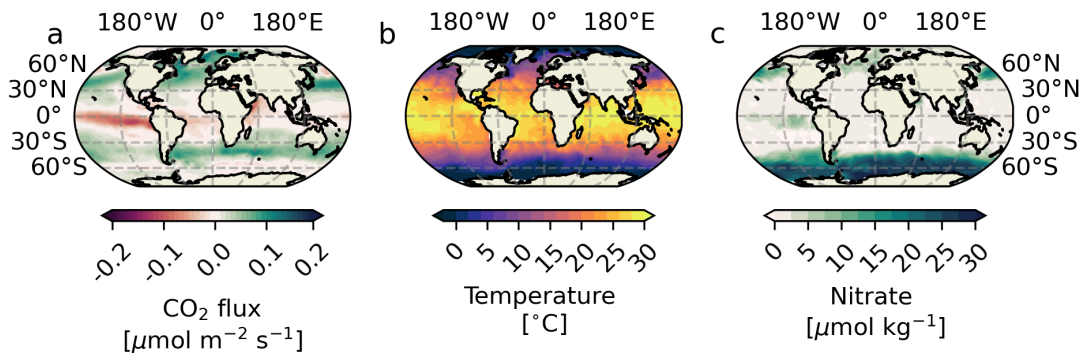 a
180°W 0° 180°E
60°N
30°N
0°
30°S
60°S
-0.2 -0.1 0.0 0.1 0.2
CO₂ flux
[μmol m⁻² s⁻¹]
b
180°W 0° 180°E
0 5 10 15 20 25 30
Temperature
[°C]
c
180°W 0° 180°E
60°N
30°N
0°
30°S
60°S
0 5 10 15 20 25 30
Nitrate
[μmol kg⁻¹]